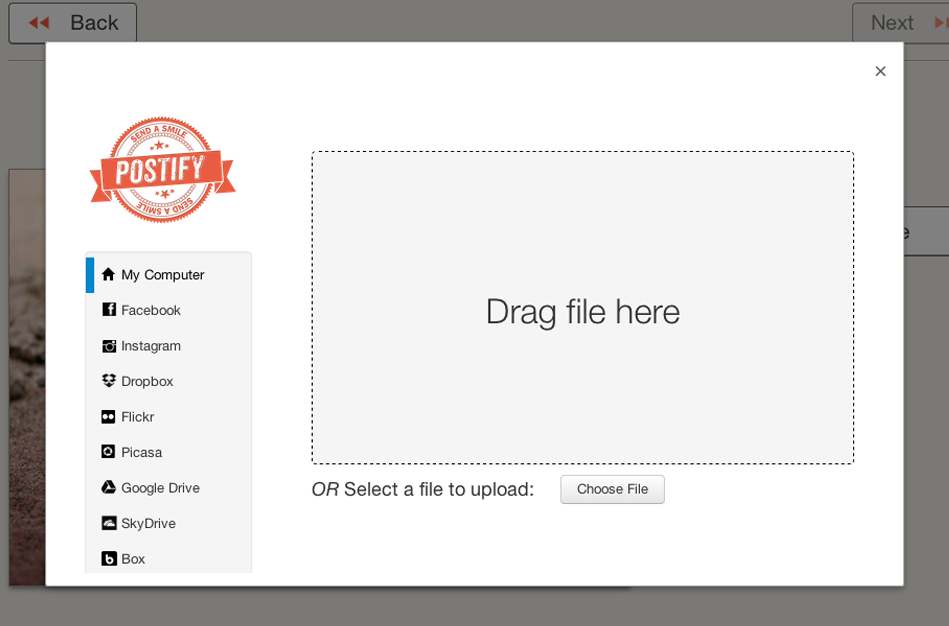 Back
Next
×
SEND A SMILE
POSTIFY
SEND A SMILE
My Computer
Facebook
Instagram
Dropbox
Flickr
Picasa
Google Drive
SkyDrive
Box
Drag file here
OR Select a file to upload:
Choose File
e